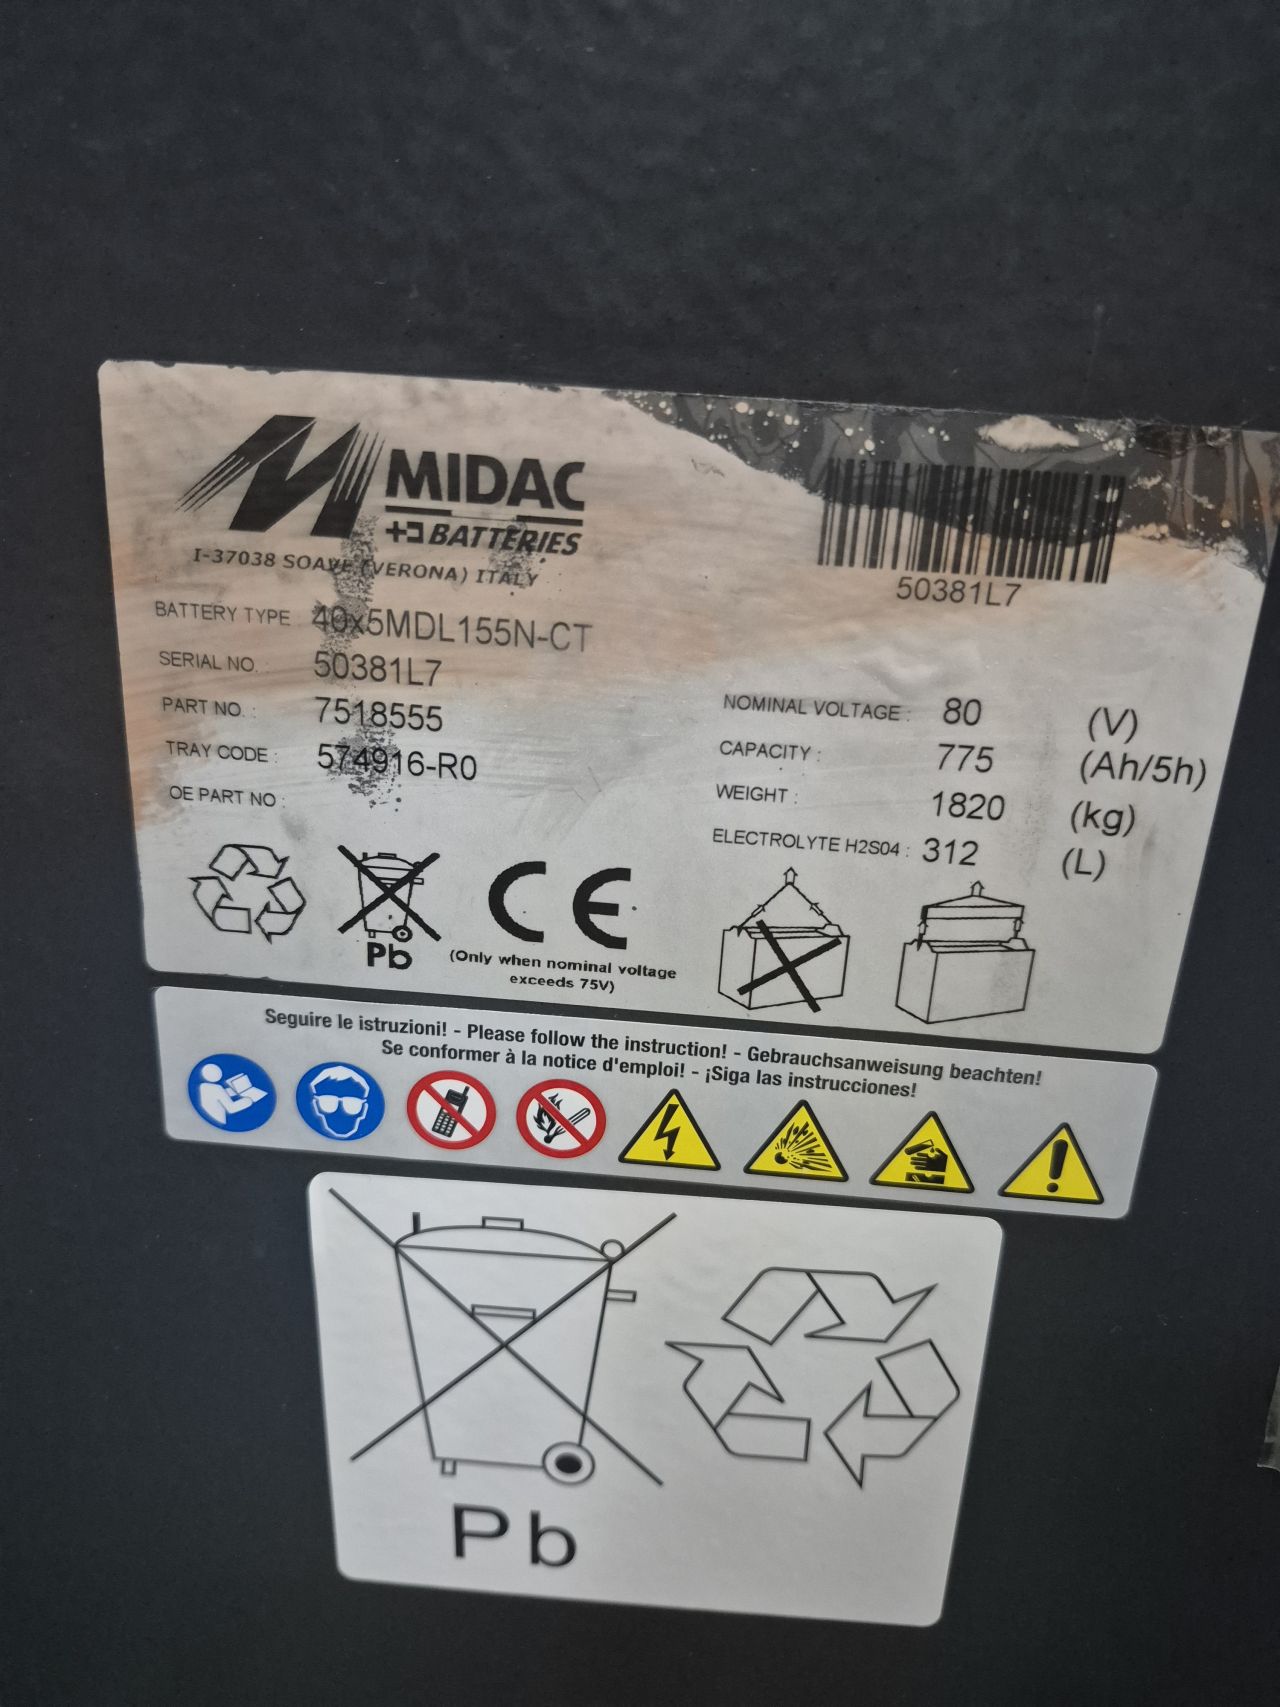 MIDAC
BATTERIES
I-37038 SOAVE (VERONA) ITALY
50381L7
BATTERY TYPE : 40x5MDL155N-CT
SERIAL NO. : 50381L7
PART NO. : 7518555
TRAY CODE : 574916-R0
OE PART NO :
NOMINAL VOLTAGE : 80 (V)
CAPACITY : 775 (Ah/5h)
WEIGHT : 1820 (kg)
ELECTROLYTE H2S04 : 312 (L)
Pb
CE
(Only when nominal voltage
exceeds 75V)
Seguire le istruzioni! - Please follow the instruction! - Gebrauchsanweisung beachten!
Se conformer à la notice d'emploi! - ¡Siga las instrucciones!
Pb